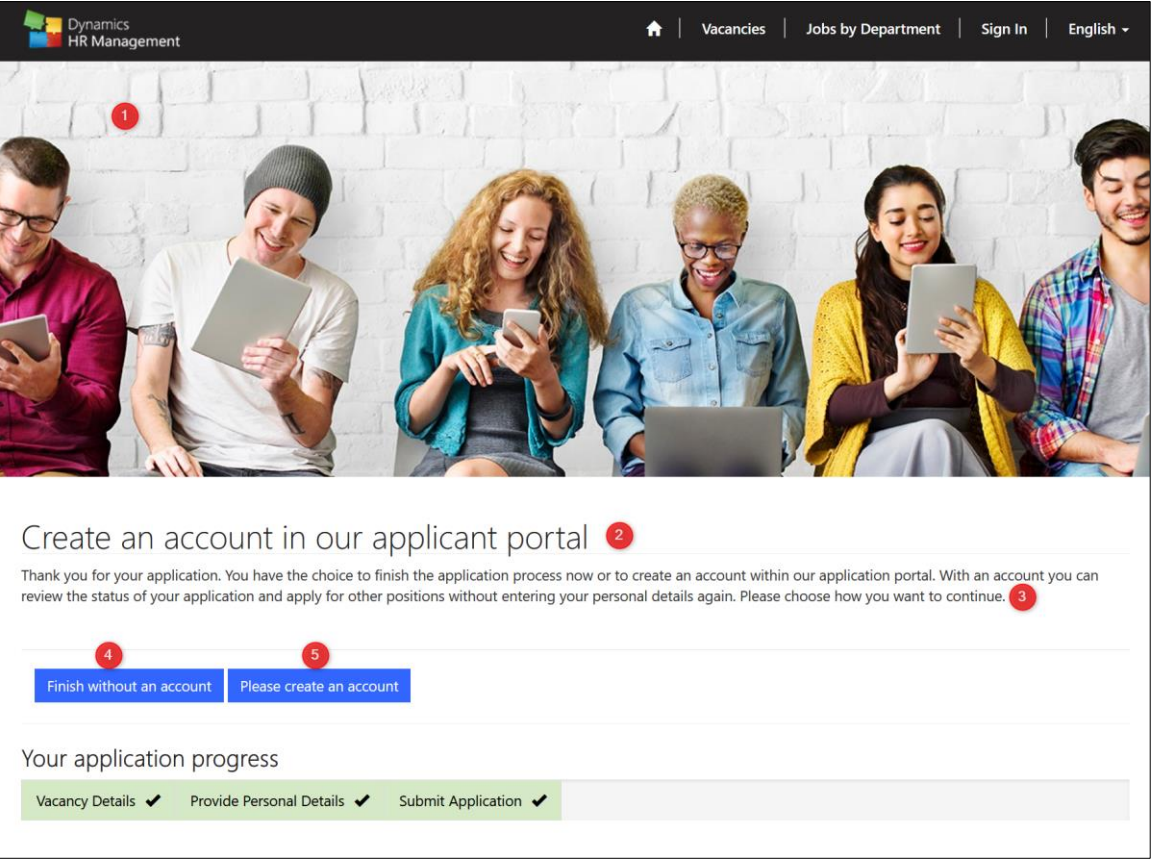 Dynamics
HR Management
Vacancies
Jobs by Department
Sign In
English
1
Create an account in our applicant portal 2
Thank you for your application. You have the choice to finish the application process now or to create an account within our application portal. With an account you can
review the status of your application and apply for other positions without entering your personal details again. Please choose how you want to continue. 3
4 5
Finish without an account Please create an account
Your application progress
Vacancy Details ✔ Provide Personal Details ✔ Submit Application ✔